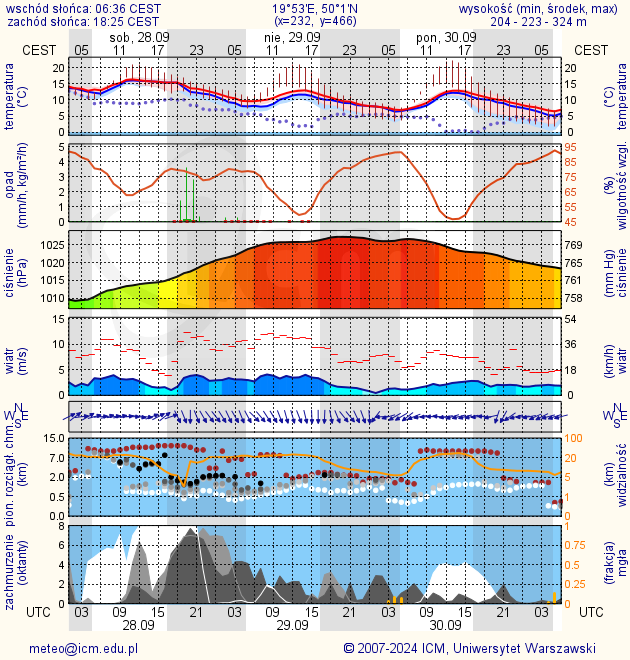 wschód słońca: 06:36 CEST 19°53'E, 50°1'N wysokość (min, środek, max)
zachód słońca: 18:25 CEST (x=232, y=466) 204 - 223 - 324 m
sob, 28.09 nie, 29.09 pon, 30.09
CEST 05 11 17 23 05 11 17 23 05 11 17 23 05 CEST
temperatura (°C) 20 15 10 5 0 20 15 10 5 0 (°C) temperatura
opad (mm/h, kg/m²/h) 5 4 3 2 1 0 95 85 75 65 55 45 (%) wilgotność wzgl.
ciśnienie (hPa) 1025 1020 1015 1010 769 765 761 758 (mm Hg) ciśnienie
wiatr (m/s) 15 10 5 0 54 36 18 0 (km/h) wiatr
N W E S N W E S
pion. rozciągł. chm. (km) 15.0 7.0 2.0 0.5 0.0 100 20 5 1 0 (km) widzialność
zachmurzenie (oktanty) 8 6 4 2 0 1 0.75 0.5 0.25 0 (frakcja) mgła
UTC 03 09 15 21 03 09 15 21 03 09 15 21 03 UTC
28.09 29.09 30.09
meteo@icm.edu.pl © 2007-2024 ICM, Uniwersytet Warszawski